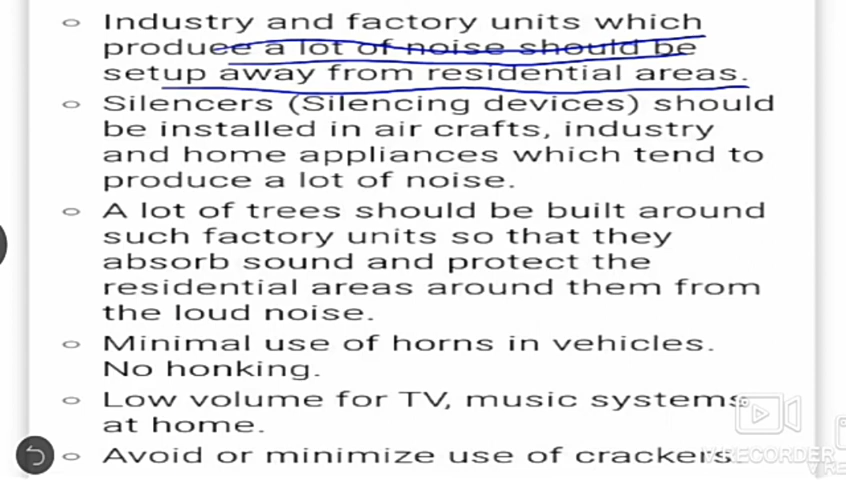 Industry and factory units which
produce a lot of noise should be
setup away from residential areas.
Silencers (Silencing devices) should
be installed in air crafts, industry
and home appliances which tend to
produce a lot of noise.
A lot of trees should be built around
such factory units so that they
absorb sound and protect the
residential areas around them from
the loud noise.
Minimal use of horns in vehicles.
No honking.
Low volume for TV, music systems
at home.
Avoid or minimize use of crackers.
VRECORDER